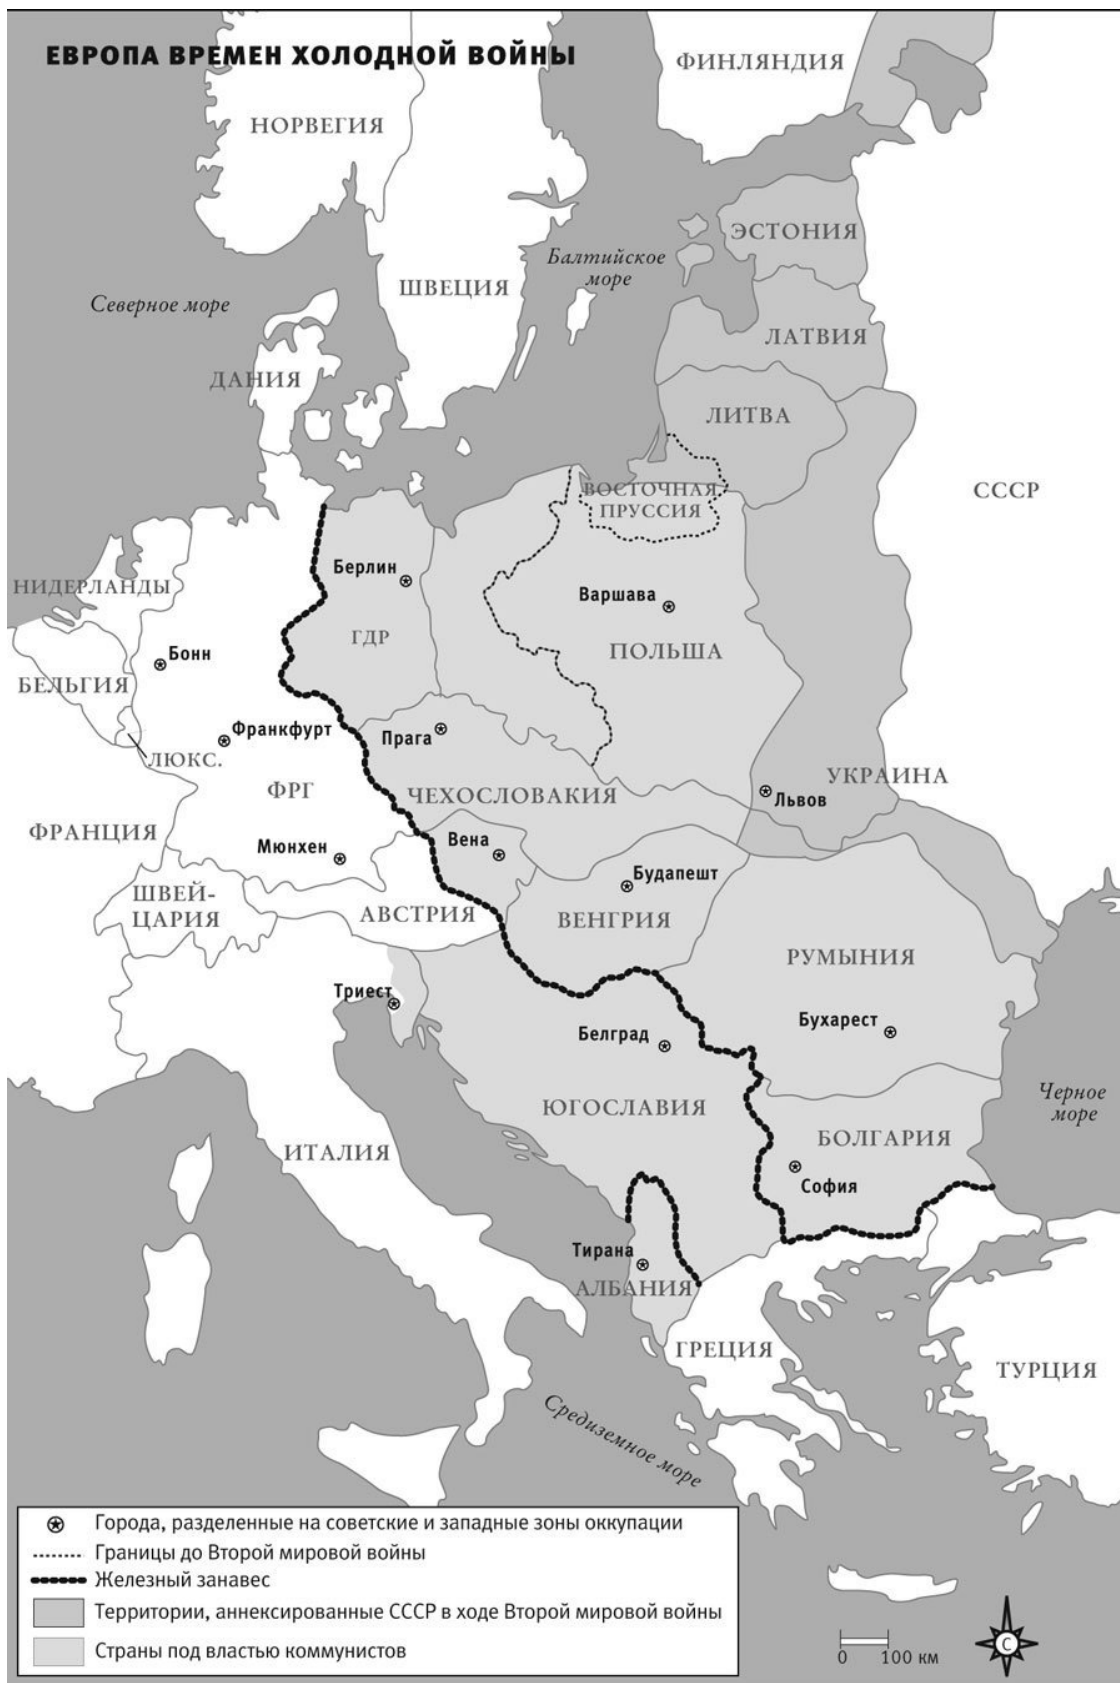 ЕВРОПА ВРЕМЕН ХОЛОДНОЙ ВОЙНЫ
ФИНЛЯНДИЯ
НОРВЕГИЯ
ЭСТОНИЯ
Балтийское
море
ШВЕЦИЯ
Северное море
ЛАТВИЯ
ДАНИЯ
ЛИТВА
СССР
ВОСТОЧНАЯ
ПРУССИЯ
Берлин
НИДЕРЛАНДЫ
Варшава
ГДР
Бонн
ПОЛЬША
БЕЛЬГИЯ
Франкфурт
Прага
ЛЮКС.
УКРАИНА
ФРГ
ЧЕХОСЛОВАКИЯ
Львов
ФРАНЦИЯ
Вена
Мюнхен
Будапешт
ШВЕЙ-
ЦАРИЯ
АВСТРИЯ
ВЕНГРИЯ
РУМЫНИЯ
Триест
Бухарест
Белград
Черное
море
ЮГОСЛАВИЯ
БОЛГАРИЯ
ИТАЛИЯ
София
Тирана
АЛБАНИЯ
ГРЕЦИЯ
ТУРЦИЯ
Средиземное море
Города, разделенные на советские и западные зоны оккупации
Границы до Второй мировой войны
Железный занавес
Территории, аннексированные СССР в ходе Второй мировой войны
Страны под властью коммунистов
0 100 км
С